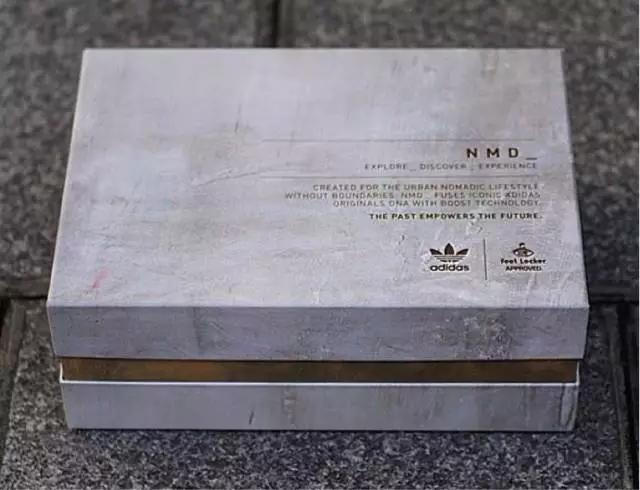 NMD_
EXPLORE_ DISCOVER_ EXPERIENCE
CREATED FOR THE URBAN NOMADIC LIFESTYLE
WITHOUT BOUNDARIES. NMD_ FUSES ICONIC ADIDAS
ORIGINALS DNA WITH BOOST TECHNOLOGY.
THE PAST EMPOWERS THE FUTURE.
adidas
Foot Locker
APPROVED.